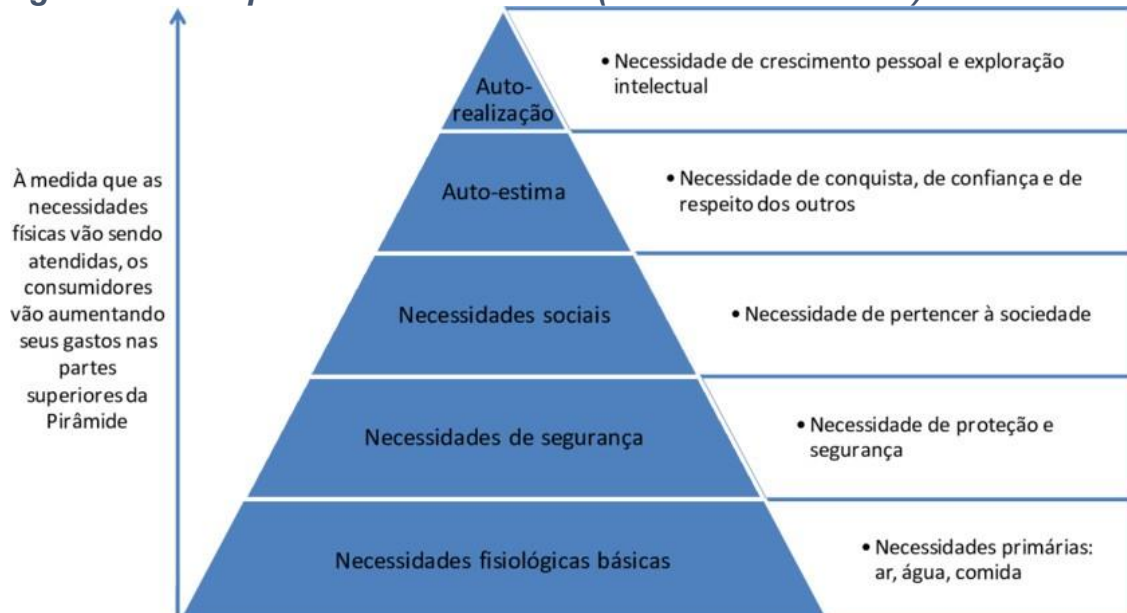 À medida que as
necessidades
físicas vão sendo
atendidas, os
consumidores
vão aumentando
seus gastos nas
partes
superiores da
Pirâmide
Auto-
realização
• Necessidade de crescimento pessoal e exploração
intelectual
Auto-estima
• Necessidade de conquista, de confiança e de
respeito dos outros
Necessidades sociais
• Necessidade de pertencer à sociedade
Necessidades de segurança
• Necessidade de proteção e
segurança
Necessidades fisiológicas básicas
• Necessidades primárias:
ar, água, comida